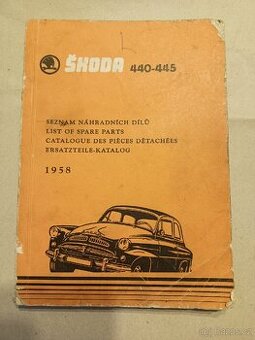 ŠKODA 440-445
SEZNAM NÁHRADNÍCH DÍLŮ
LIST OF SPARE PARTS
CATALOGUE DES PIÈCES DÉTACHÉES
ERSATZTEILE-KATALOG
1958